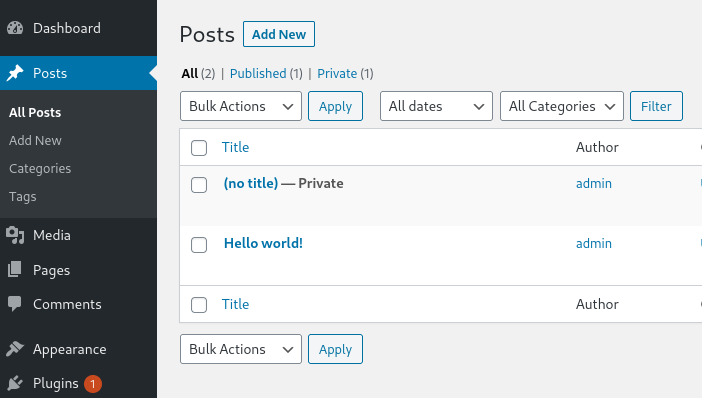 Dashboard
Posts
All Posts
Add New
Categories
Tags
Media
Pages
Comments
Appearance
Plugins 1
Posts Add New
All (2) | Published (1) | Private (1)
Bulk Actions Apply All dates All Categories Filter
Title Author
(no title) — Private admin
Hello world! admin
Title Author
Bulk Actions Apply